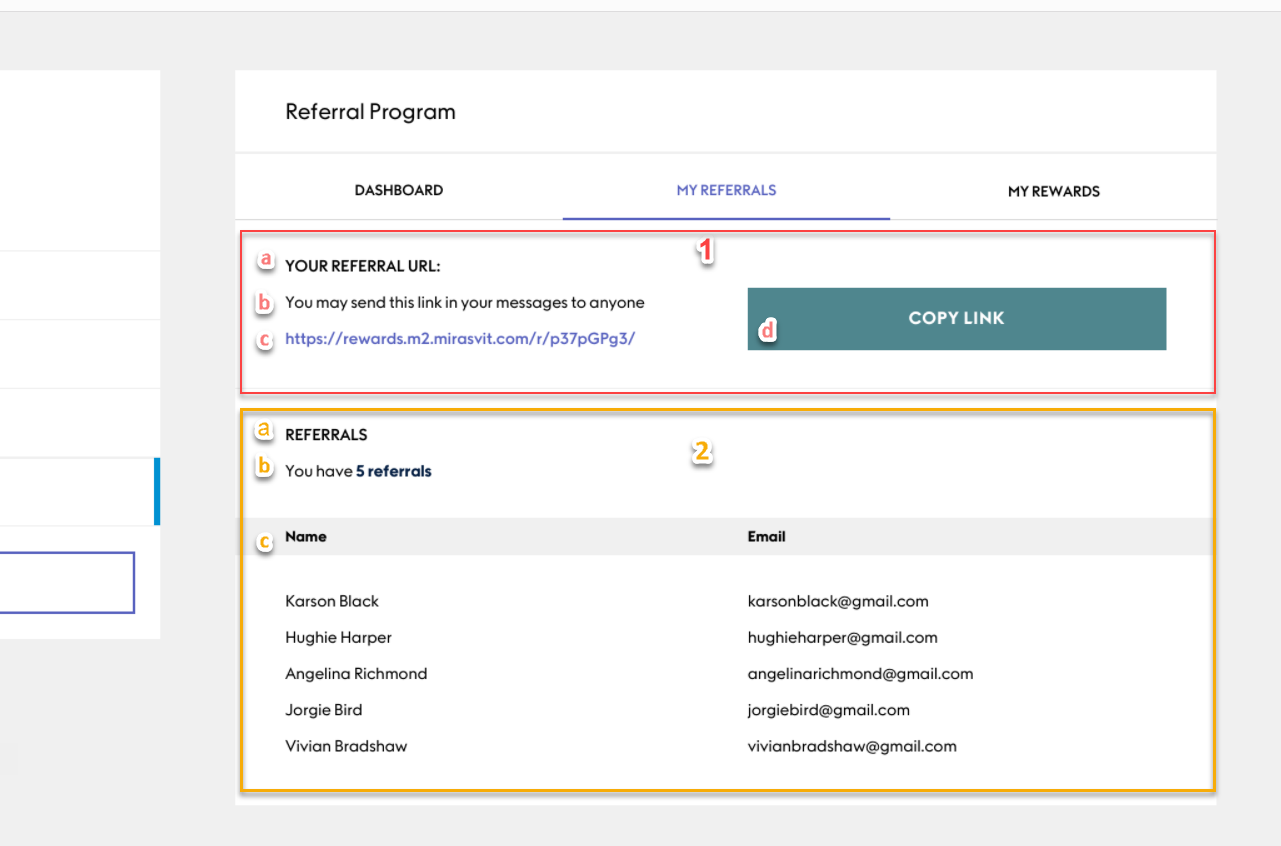 Referral Program
DASHBOARD MY REFERRALS MY REWARDS
1
a YOUR REFERRAL URL:
b You may send this link in your messages to anyone
d COPY LINK
c https://rewards.m2.mirasvit.com/r/p37pGPg3/
a REFERRALS
2
b You have 5 referrals
c Name Email
Karson Black karsonblack@gmail.com
Hughie Harper hughieharper@gmail.com
Angelina Richmond angelinarichmond@gmail.com
Jorgie Bird jorgiebird@gmail.com
Vivian Bradshaw vivianbradshaw@gmail.com